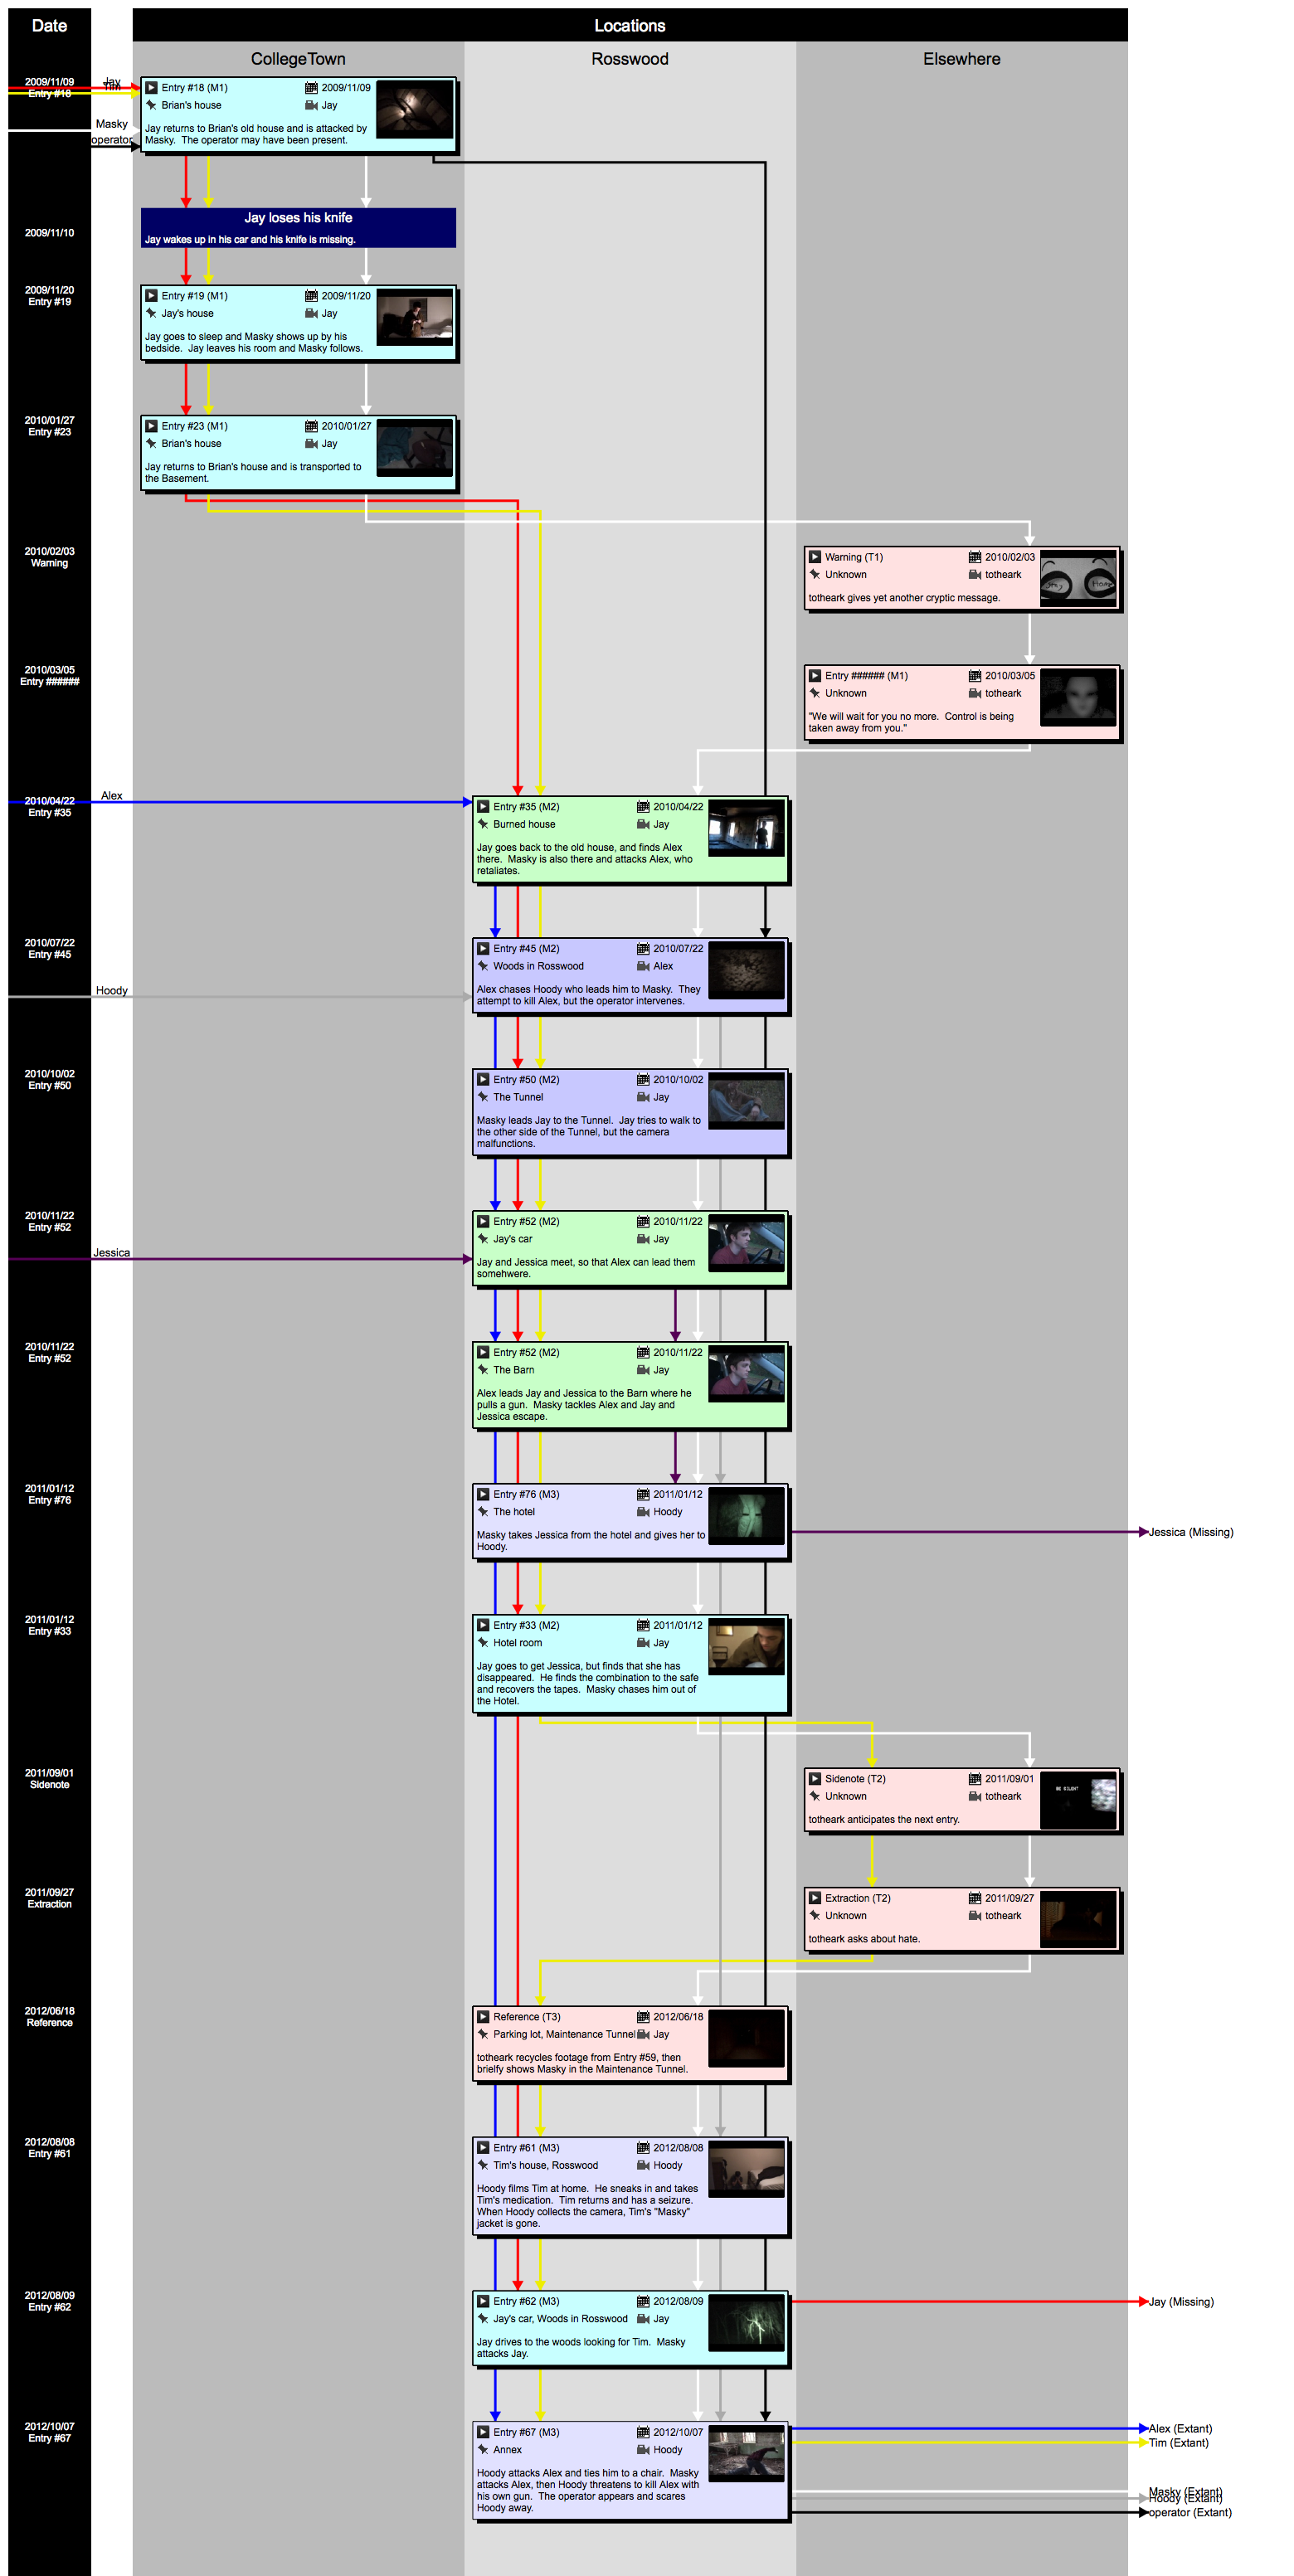 Date
Locations
CollegeTown
Rosswood
Elsewhere
2009/11/09
Entry #18
Jay
Tim
Masky
operator
Entry #18 (M1)
2009/11/09
Brian's house
Jay
Jay returns to Brian's old house and is attacked by
Masky. The operator may have been present.
2009/11/10
Jay loses his knife
Jay wakes up in his car and his knife is missing.
2009/11/20
Entry #19
Entry #19 (M1)
2009/11/20
Jay's house
Jay
Jay goes to sleep and Masky shows up by his
bedside. Jay leaves his room and Masky follows.
2010/01/27
Entry #23
Entry #23 (M1)
2010/01/27
Brian's house
Jay
Jay returns to Brian's house and is transported to
the Basement.
2010/02/03
Warning
Warning (T1)
2010/02/03
Unknown
totheark
totheark gives yet another cryptic message.
2010/03/05
Entry ######
Entry ###### (M1)
2010/03/05
Unknown
totheark
"We will wait for you no more. Control is being
taken away from you."
2010/04/22
Entry #35
Alex
Entry #35 (M2)
2010/04/22
Burned house
Jay
Jay goes back to the old house, and finds Alex
there. Masky is also there and attacks Alex, who
retaliates.
2010/07/22
Entry #45
Hoody
Entry #45 (M2)
2010/07/22
Woods in Rosswood
Alex
Alex chases Hoody who leads him to Masky. They
attempt to kill Alex, but the operator intervenes.
2010/10/02
Entry #50
Entry #50 (M2)
2010/10/02
The Tunnel
Jay
Masky leads Jay to the Tunnel. Jay tries to walk to
the other side of the Tunnel, but the camera
malfunctions.
2010/11/22
Entry #52
Jessica
Entry #52 (M2)
2010/11/22
Jay's car
Jay
Jay and Jessica meet, so that Alex can lead them
somehwere.
2010/11/22
Entry #52
Entry #52 (M2)
2010/11/22
The Barn
Jay
Alex leads Jay and Jessica to the Barn where he
pulls a gun. Masky tackles Alex and Jay and
Jessica escape.
2011/01/12
Entry #76
Entry #76 (M3)
2011/01/12
The hotel
Hoody
Masky takes Jessica from the hotel and gives her to
Hoody.
Jessica (Missing)
2011/01/12
Entry #33
Entry #33 (M2)
2011/01/12
Hotel room
Jay
Jay goes to get Jessica, but finds that she has
disappeared. He finds the combination to the safe
and recovers the tapes. Masky chases him out of
the Hotel.
2011/09/01
Sidenote
Sidenote (T2)
2011/09/01
Unknown
totheark
BE SILENT
totheark anticipates the next entry.
2011/09/27
Extraction
Extraction (T2)
2011/09/27
Unknown
totheark
totheark asks about hate.
2012/06/18
Reference
Reference (T3)
2012/06/18
Parking lot, Maintenance Tunnel
Jay
totheark recycles footage from Entry #59, then
brielfy shows Masky in the Maintenance Tunnel.
2012/08/08
Entry #61
Entry #61 (M3)
2012/08/08
Tim's house, Rosswood
Hoody
Hoody films Tim at home. He sneaks in and takes
Tim's medication. Tim returns and has a seizure.
When Hoody collects the camera, Tim's "Masky"
jacket is gone.
2012/08/09
Entry #62
Entry #62 (M3)
2012/08/09
Jay's car, Woods in Rosswood
Jay
Jay drives to the woods looking for Tim. Masky
attacks Jay.
Jay (Missing)
2012/10/07
Entry #67
Entry #67 (M3)
2012/10/07
Annex
Hoody
Hoody attacks Alex and ties him to a chair. Masky
attacks Alex, then Hoody threatens to kill Alex with
his own gun. The operator appears and scares
Hoody away.
Alex (Extant)
Tim (Extant)
Masky (Extant)
Hoody (Extant)
operator (Extant)